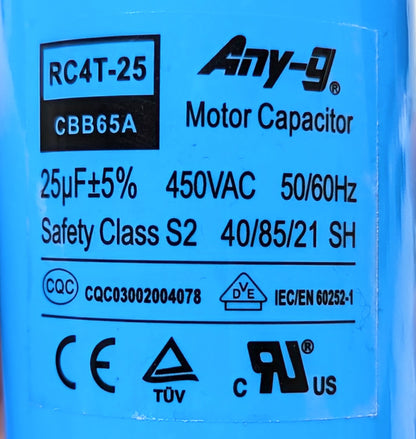 RC4T-25
Any-g®
CBB65A
Motor Capacitor
25µF±5% 450VAC 50/60Hz
Safety Class S2 40/85/21 SH
CQC CQC03002004078 DVE IEC/EN 60252-1
CE TÜV c RU® US